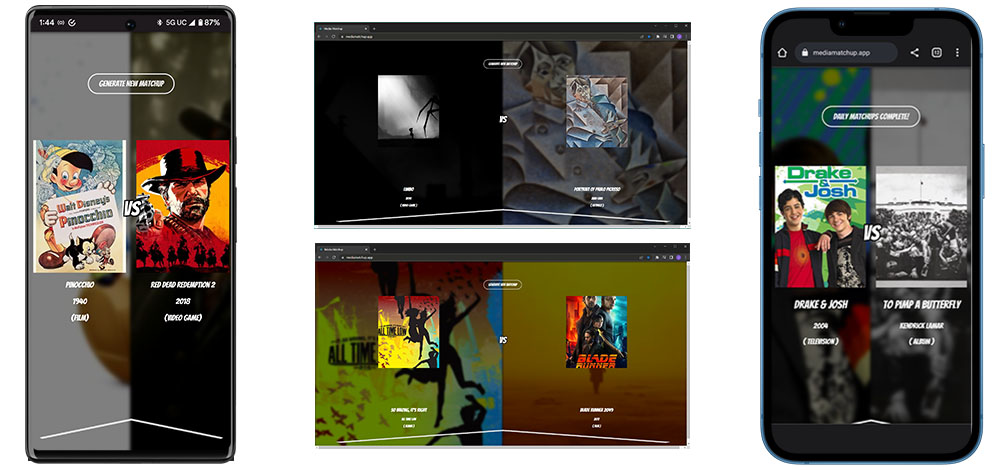 1:44
5G UC 87%
GENERATE NEW MATCHUP
Walt Disney's
Pinocchio
VS
PINOCCHIO
1940
(FILM)
RED DEAD REDEMPTION 2
2018
(VIDEO GAME)
Media Matchup
mediamatchup.app
GENERATE NEW MATCHUP
VS
LIMBO
(VIDEO GAME)
PORTRAIT OF PABLO PICASSO
JUAN GRIS
(ARTWORK)
Media Matchup
mediamatchup.app
GENERATE NEW MATCHUP
ALL TIME LOW
VS
BLADE
RUNNER
SO WRONG, IT'S RIGHT
ALL TIME LOW
(ALBUM)
BLADE RUNNER 2049
2017
(FILM)
mediamatchup.app
DAILY MATCHUPS COMPLETE!
Drake
&
Josh
VS
DRAKE & JOSH
2004
( TELEVISION )
TO PIMP A BUTTERFLY
KENDRICK LAMAR
( ALBUM )